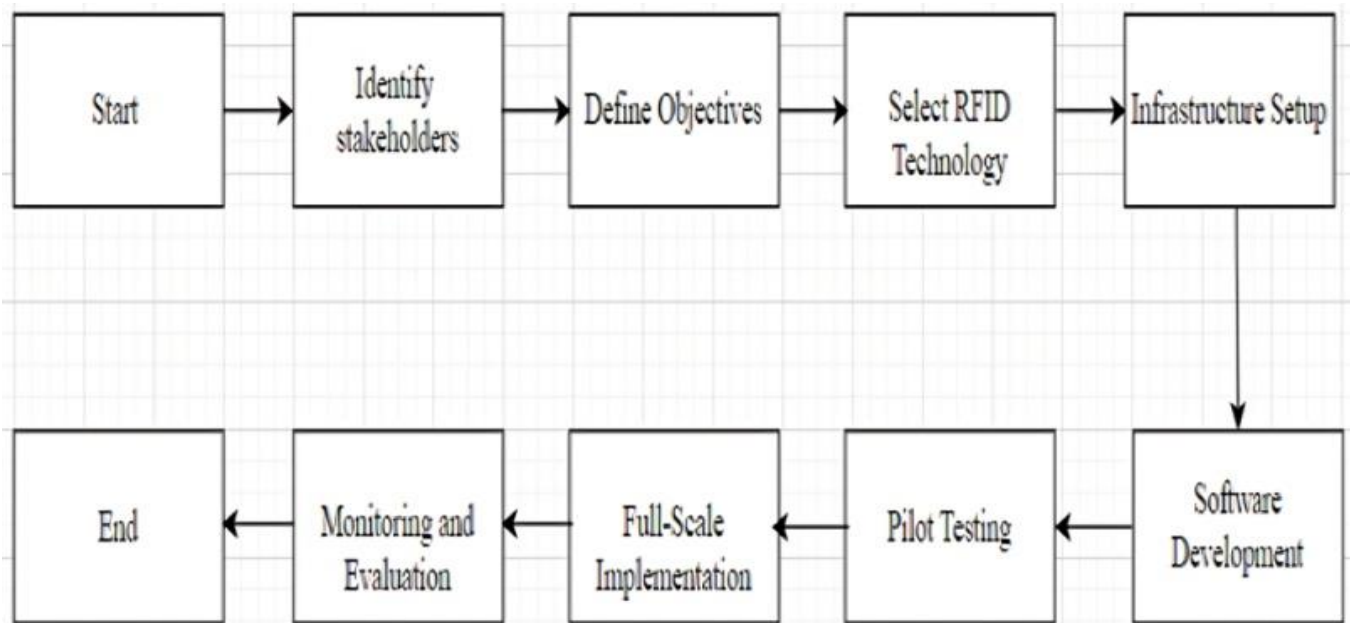 Start
Identify
stakeholders
Define Objectives
Select RFID
Technology
Infrastructure Setup
Software
Development
Pilot Testing
Full-Scale
Implementation
Monitoring and
Evaluation
End